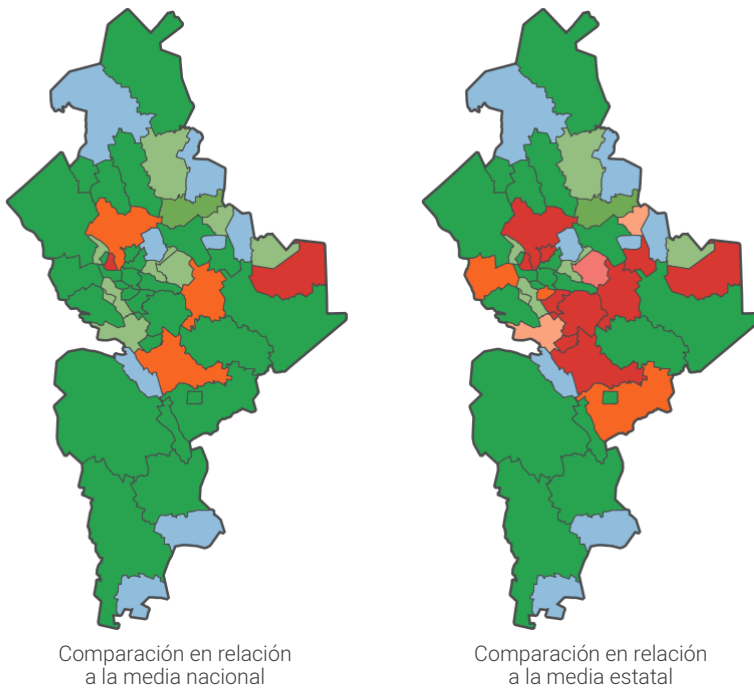 Comparación en relación
a la media nacional
Comparación en relación
a la media estatal